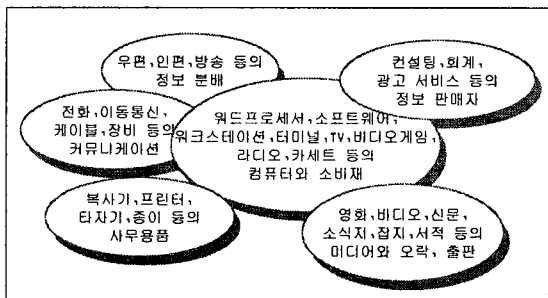 우편,인편,방송 등의
정보 분배
컨설팅,회계,
광고 서비스 등의
정보 판매자
전화,이동통신,
케이블,장비 등의
커뮤니케이션
워드프로세서,소프트웨어,
워크스테이션,터미널,TV,비디오게임,
라디오,카세트 등의
컴퓨터와 소비재
복사기,프린터,
타자기,종이 등의
사무용품
영화,비디오,신문,
소식지,잡지,서적 등의
미디어와 오락, 출판